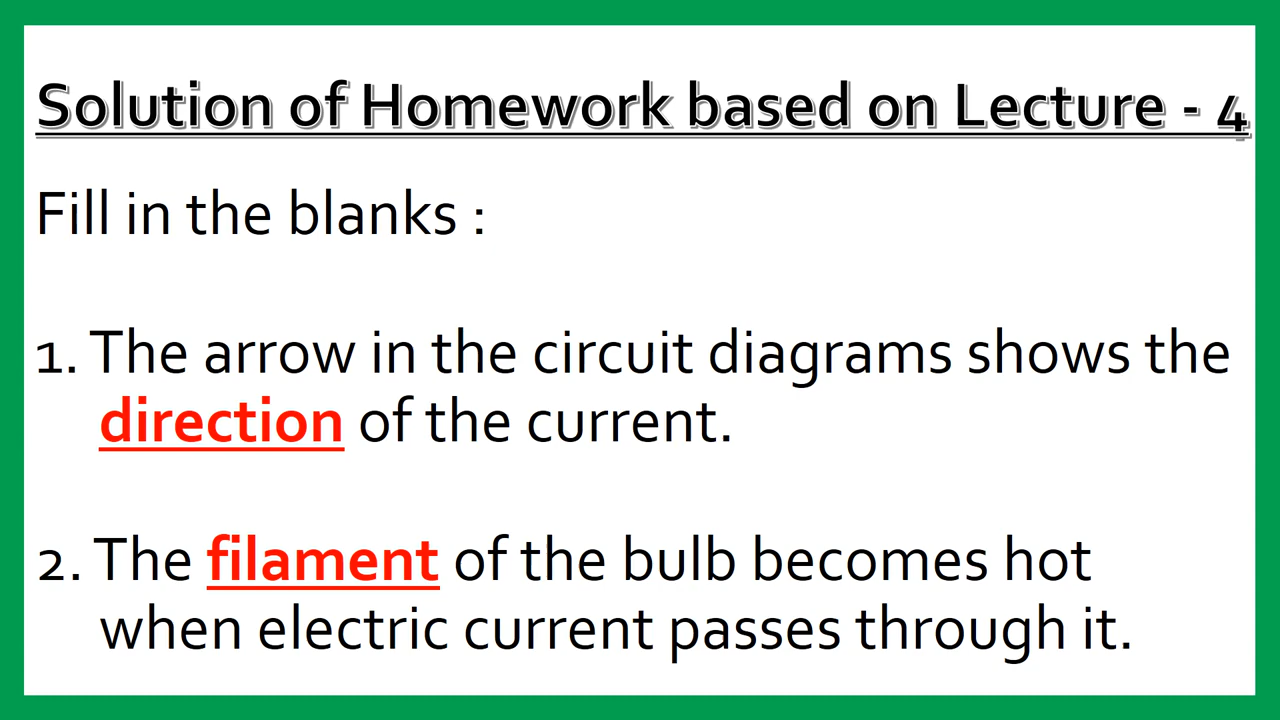 Solution of Homework based on Lecture - 4
Fill in the blanks :
1. The arrow in the circuit diagrams shows the
direction of the current.
2. The filament of the bulb becomes hot
when electric current passes through it.